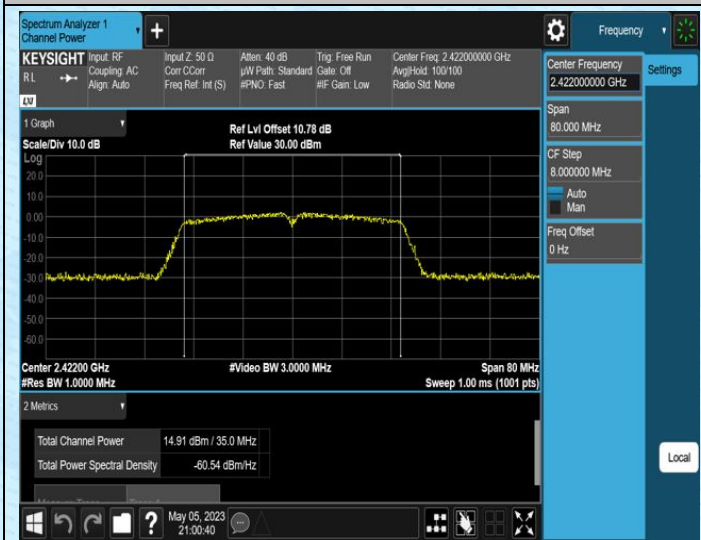 Spectrum Analyzer 1
Channel Power
+
Frequency
KEYSIGHT
RL
LXI
Input: RF
Coupling: AC
Align: Auto
Input Z: 50 Ω
Corr CCorr
Freq Ref: Int (S)
Atten: 40 dB
µW Path: Standard
#PNO: Fast
Trig: Free Run
Gate: Off
#IF Gain: Low
Center Freq: 2.422000000 GHz
Avg|Hold: 100/100
Radio Std: None
1 Graph
Scale/Div 10.0 dB
Ref Lvl Offset 10.78 dB
Ref Value 30.00 dBm
Log
20.0
10.0
0.00
-10.0
-20.0
-30.0
-40.0
-50.0
-60.0
Center 2.42200 GHz
#Res BW 1.0000 MHz
#Video BW 3.0000 MHz
Span 80 MHz
Sweep 1.00 ms (1001 pts)
2 Metrics
Total Channel Power 14.91 dBm / 35.0 MHz
Total Power Spectral Density -60.54 dBm/Hz
Center Frequency
2.422000000 GHz
Span
80.000 MHz
CF Step
8.000000 MHz
Auto
Man
Freq Offset
0 Hz
Settings
Local
?
May 05, 2023
21:00:40